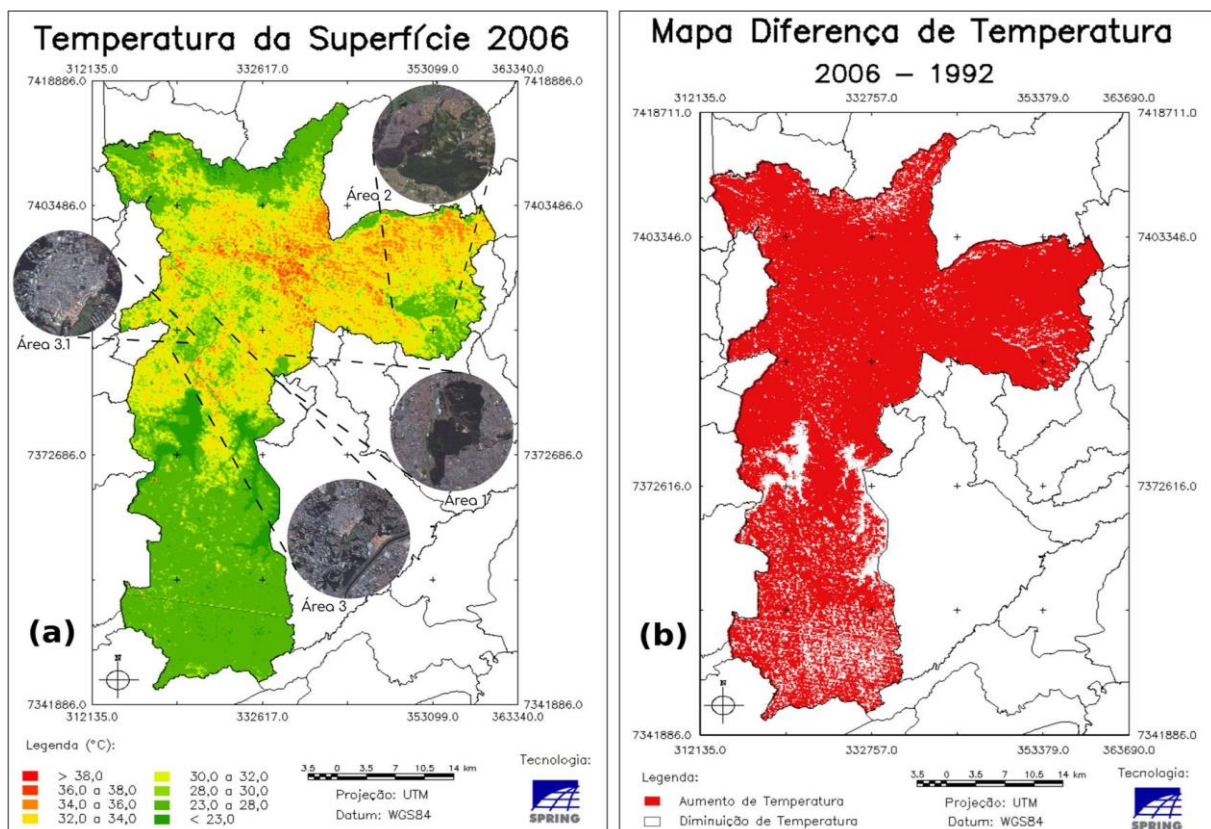 Temperatura da Superfície 2006
312135.0 332617.0 353099.0 363340.0
7418886.0 7418886.0
Área 2
7403486.0 7403486.0
Área 3.1
7372686.0 7372686.0
Área 1
Área 3
(a)
N
7341886.0 7341886.0
312135.0 332617.0 353099.0 363340.0
Legenda (°C):
> 38,0
36,0 a 38,0
34,0 a 36,0
32,0 a 34,0
30,0 a 32,0
28,0 a 30,0
23,0 a 28,0
< 23,0
3.5 0 3.5 7 10.5 14 km
Projeção: UTM
Datum: WGS84
Tecnologia:
SPRING
Mapa Diferença de Temperatura
2006 – 1992
312135.0 332757.0 353379.0 363690.0
7418711.0 7418711.0
7403346.0 7403346.0
7372616.0 7372616.0
(b)
N
7341886.0 7341886.0
312135.0 332757.0 353379.0 363690.0
Legenda:
Aumento de Temperatura
Diminuição de Temperatura
3.5 0 3.5 7 10.5 14 km
Projeção: UTM
Datum: WGS84
Tecnologia:
SPRING